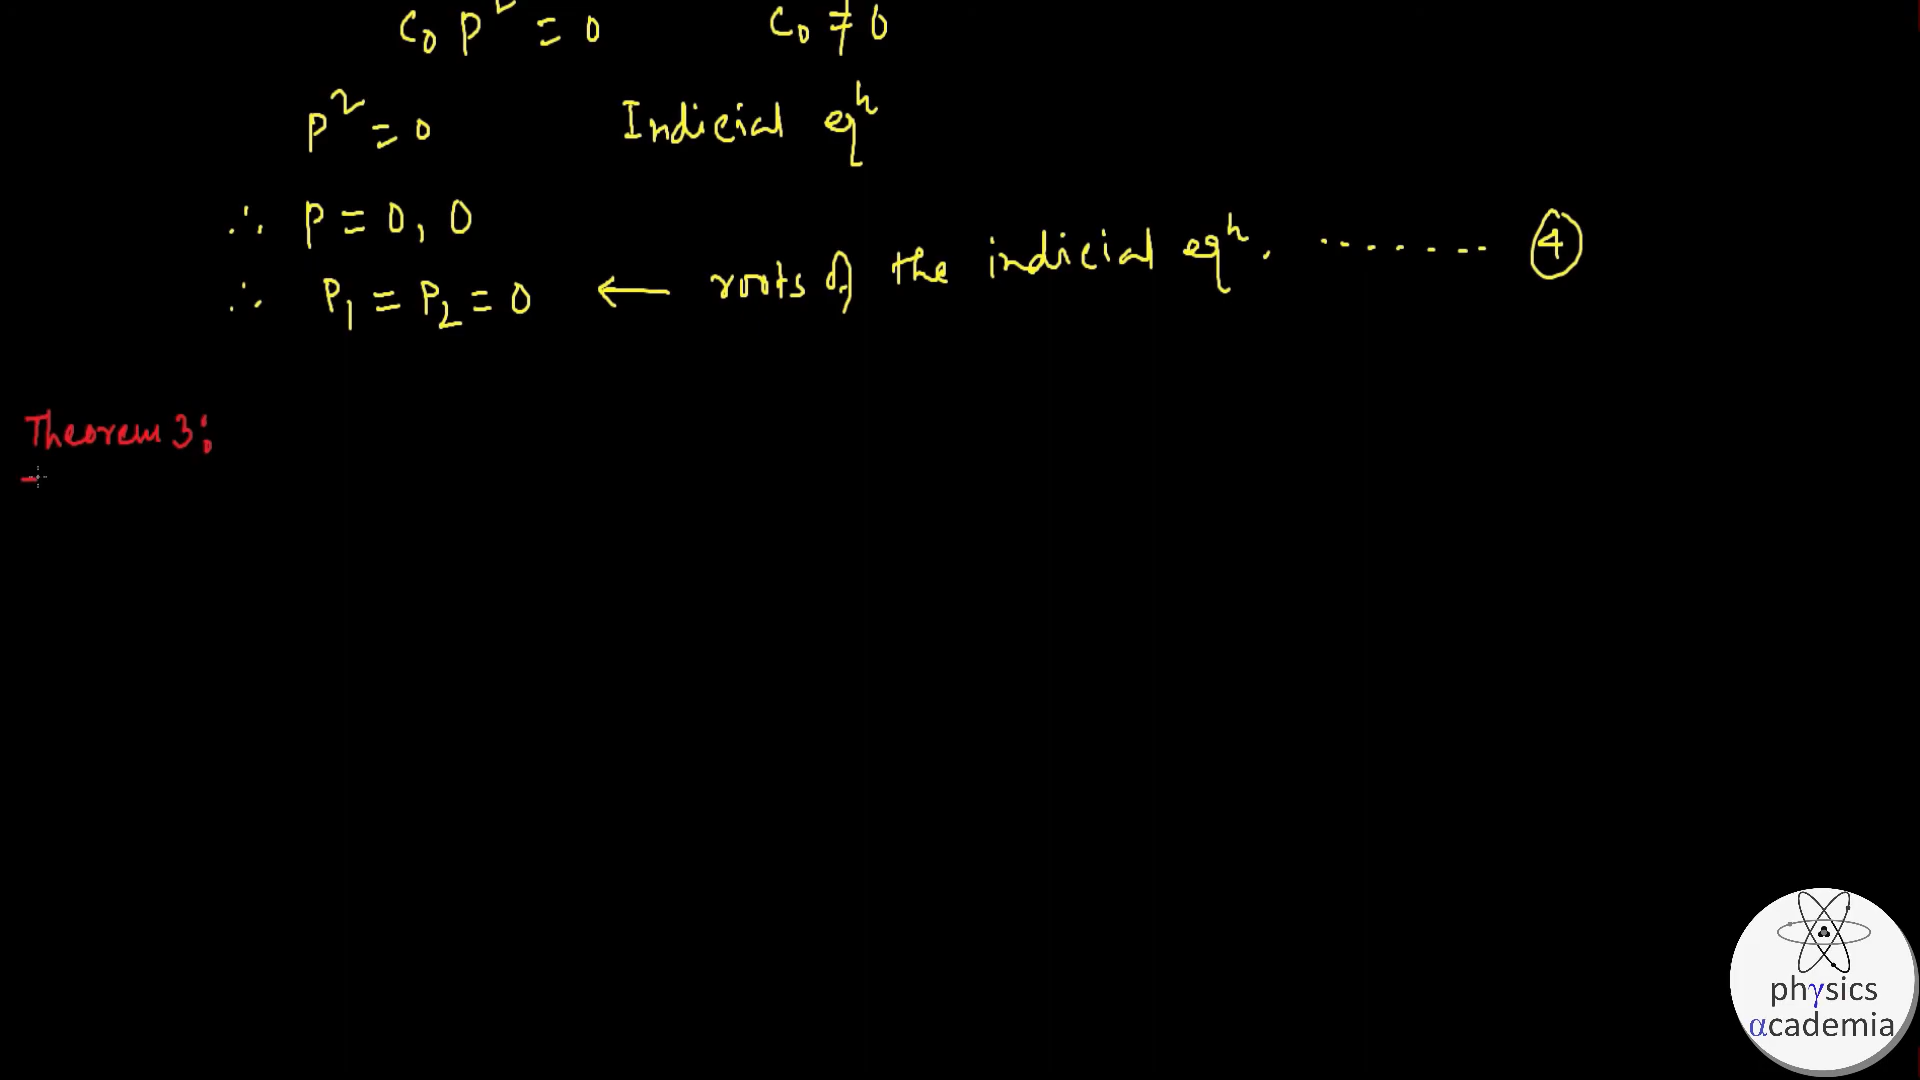 C₀ P² = 0 C₀ ≠ 0
P² = 0 Indicial eqⁿ
∴ P = 0, 0
∴ P₁ = P₂ = 0 ← roots of the indicial eqⁿ. ........ ④
Theorem 3:
phγsics
αcademia